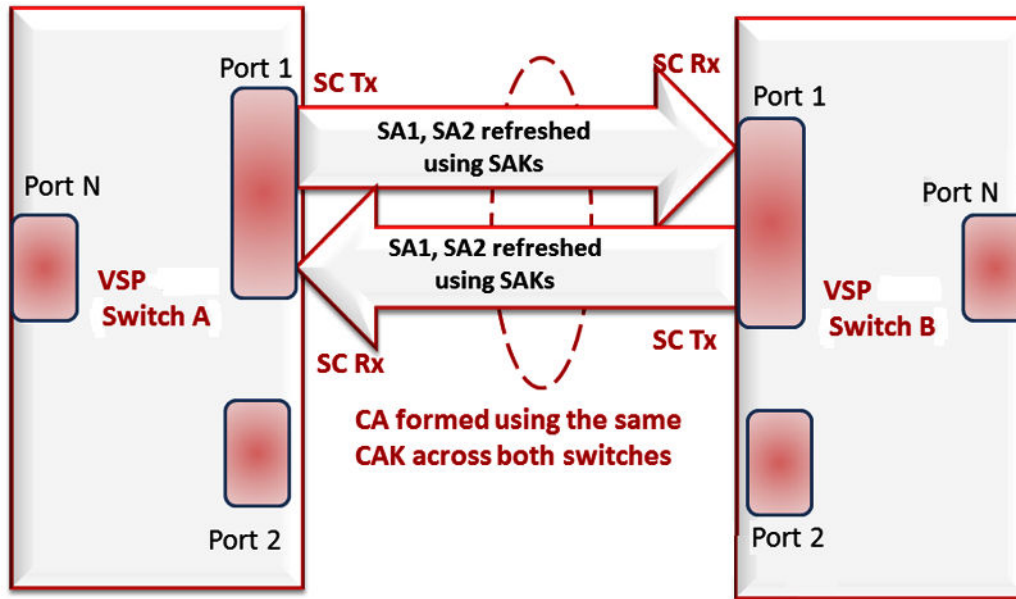 Port 1
SC Tx
SC Rx
Port 1
SA1, SA2 refreshed
using SAKs
Port N
Port N
SA1, SA2 refreshed
using SAKs
VSP
Switch A
VSP
Switch B
SC Rx
SC Tx
CA formed using the same
CAK across both switches
Port 2
Port 2